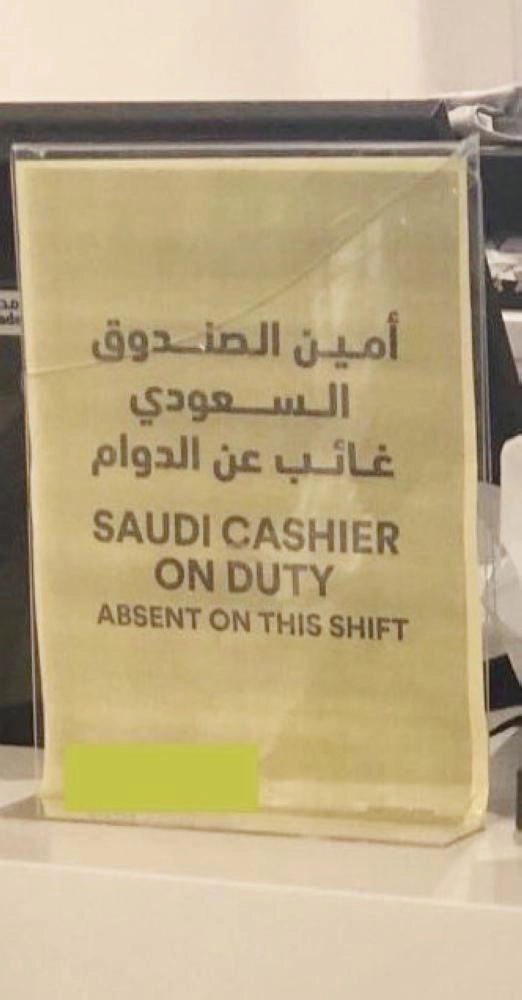 أمين الصندوق
السعودي
غائب عن الدوام
SAUDI CASHIER
ON DUTY
ABSENT ON THIS SHIFT